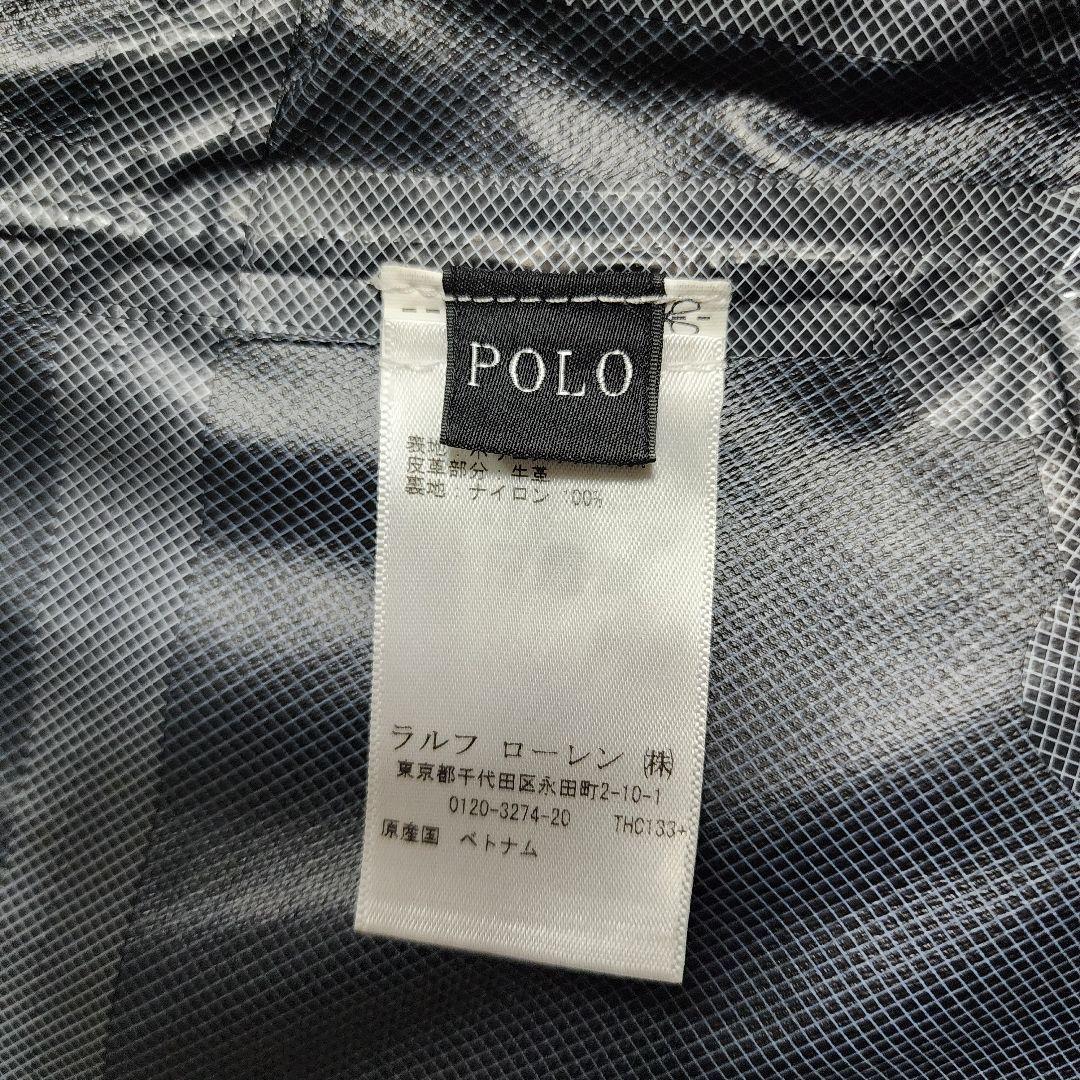 POLO
皮革部分:牛革
裏地:ナイロン 100%
ラルフ ローレン ㈱
東京都千代田区永田町2-10-1
0120-3274-20 THC133+
原産国 ベトナム